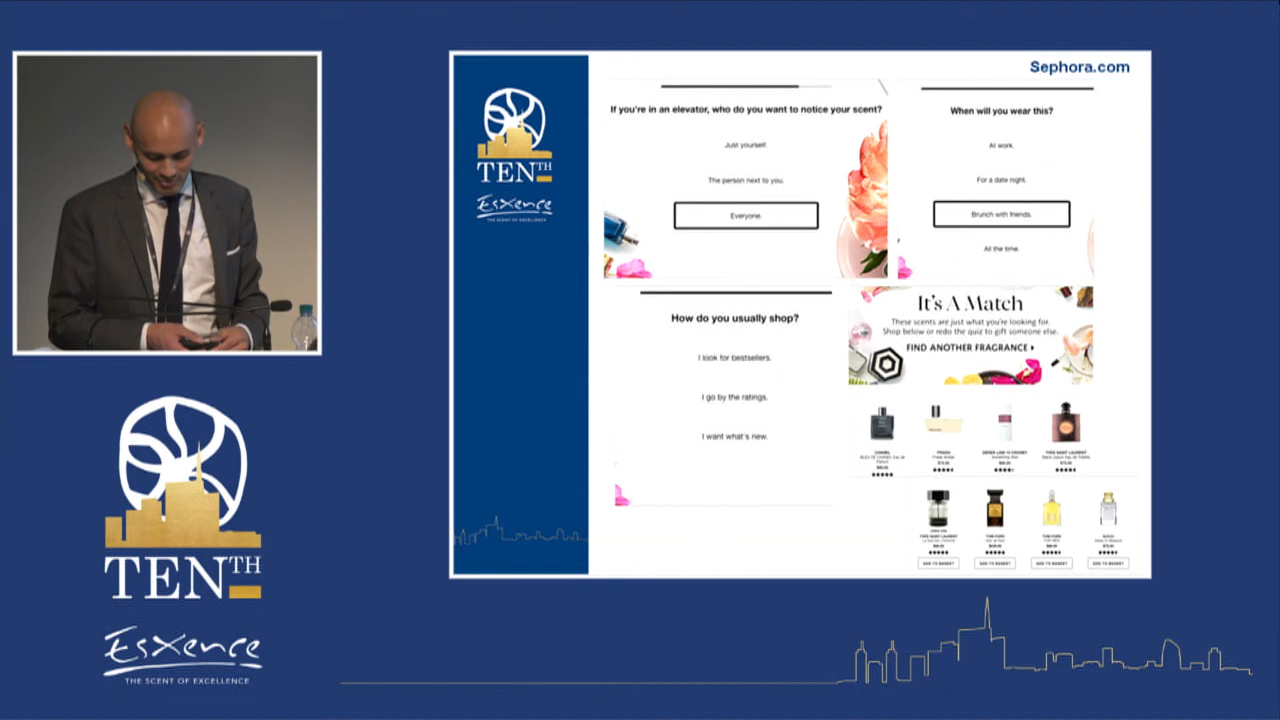 Sephora.com
TENTH
Esxence
THE SCENT OF EXCELLENCE
If you're in an elevator, who do you want to notice your scent?
Just yourself.
The person next to you.
Everyone.
When will you wear this?
At work.
For a date night.
Brunch with friends.
All the time.
How do you usually shop?
I look for bestsellers.
I go by the ratings.
I want what's new.
It's A Match
These scents are just what you're looking for.
Shop below or redo the quiz to gift someone else.
FIND ANOTHER FRAGRANCE
CHANEL
PRADA
YVES SAINT LAURENT
YVES SAINT LAURENT
TOM FORD
TOM FORD
GUCCI
ADD TO BASKET
ADD TO BASKET
ADD TO BASKET
ADD TO BASKET
TENTH
Esxence
THE SCENT OF EXCELLENCE